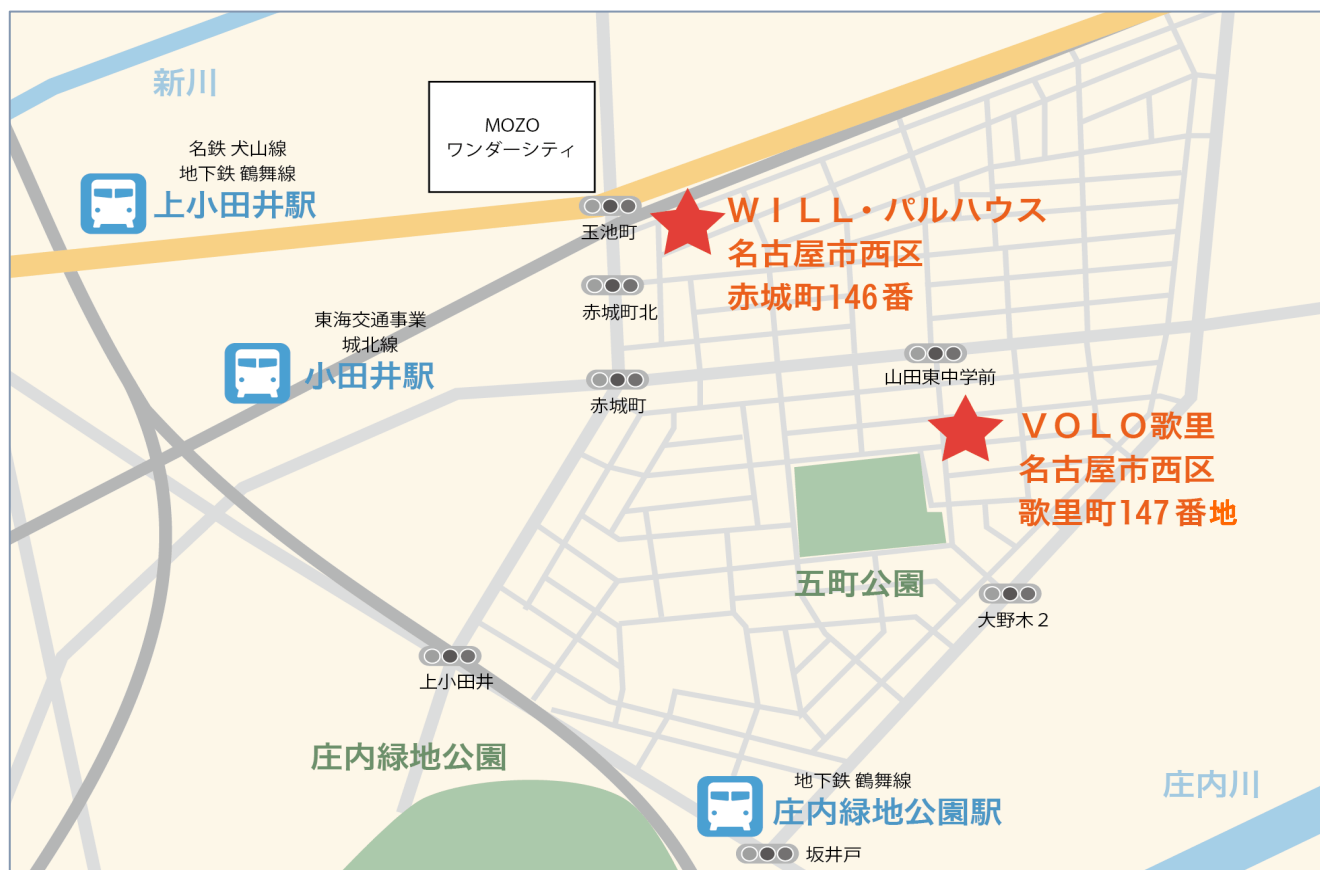 新川
MOZO
ワンダーシティ
名鉄 犬山線
地下鉄 鶴舞線
上小田井駅
玉池町
WILL・パルハウス
名古屋市西区
赤城町146番
赤城町北
東海交通事業
城北線
小田井駅
山田東中学前
赤城町
VOLO歌里
名古屋市西区
歌里町147番地
五町公園
大野木2
上小田井
庄内緑地公園
地下鉄 鶴舞線
庄内緑地公園駅
庄内川
坂井戸